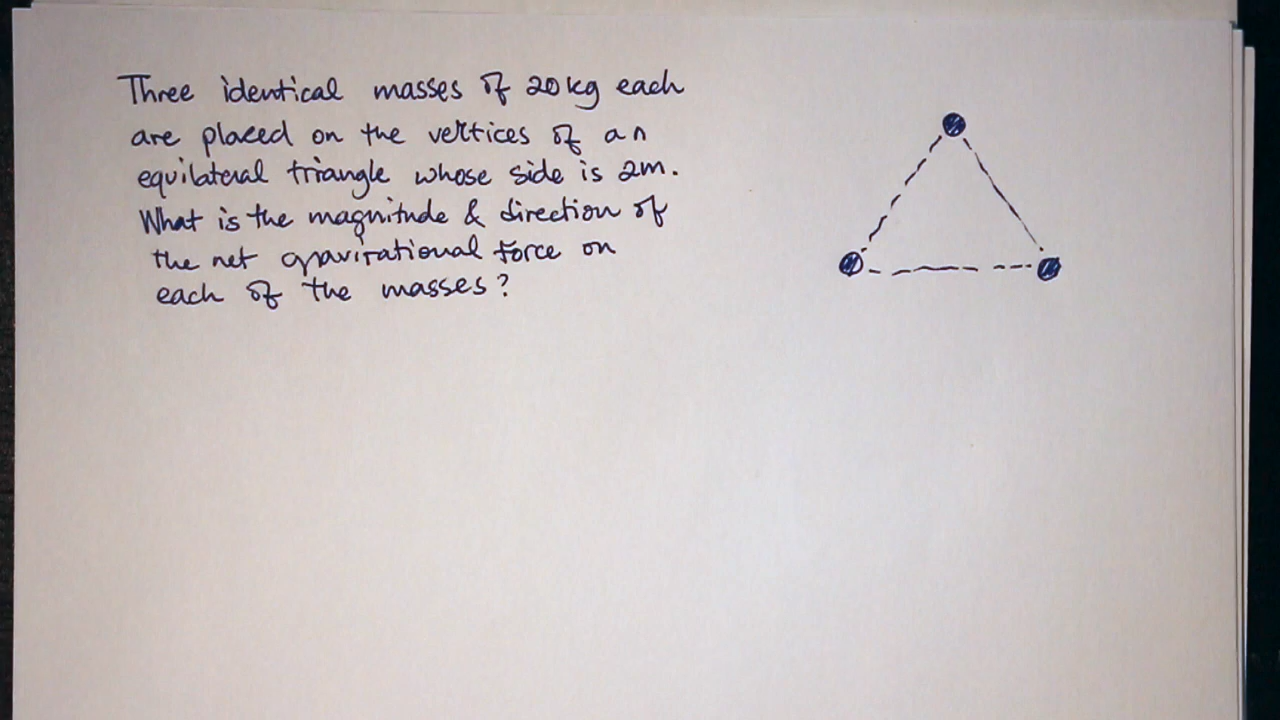 Three identical masses of 20kg each
are placed on the vertices of an
equilateral triangle whose side is 2m.
What is the magnitude & direction of
the net gravitational force on
each of the masses?